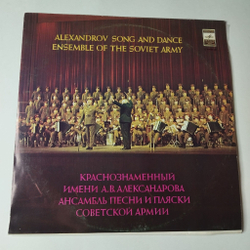 ALEXANDROV SONG AND DANCE
ENSEMBLE OF THE SOVIET ARMY
КРАСНОЗНАМЕННЫЙ
ИМЕНИ А.В. АЛЕКСАНДРОВА
АНСАМБЛЬ ПЕСНИ И ПЛЯСКИ
СОВЕТСКОЙ АРМИИ